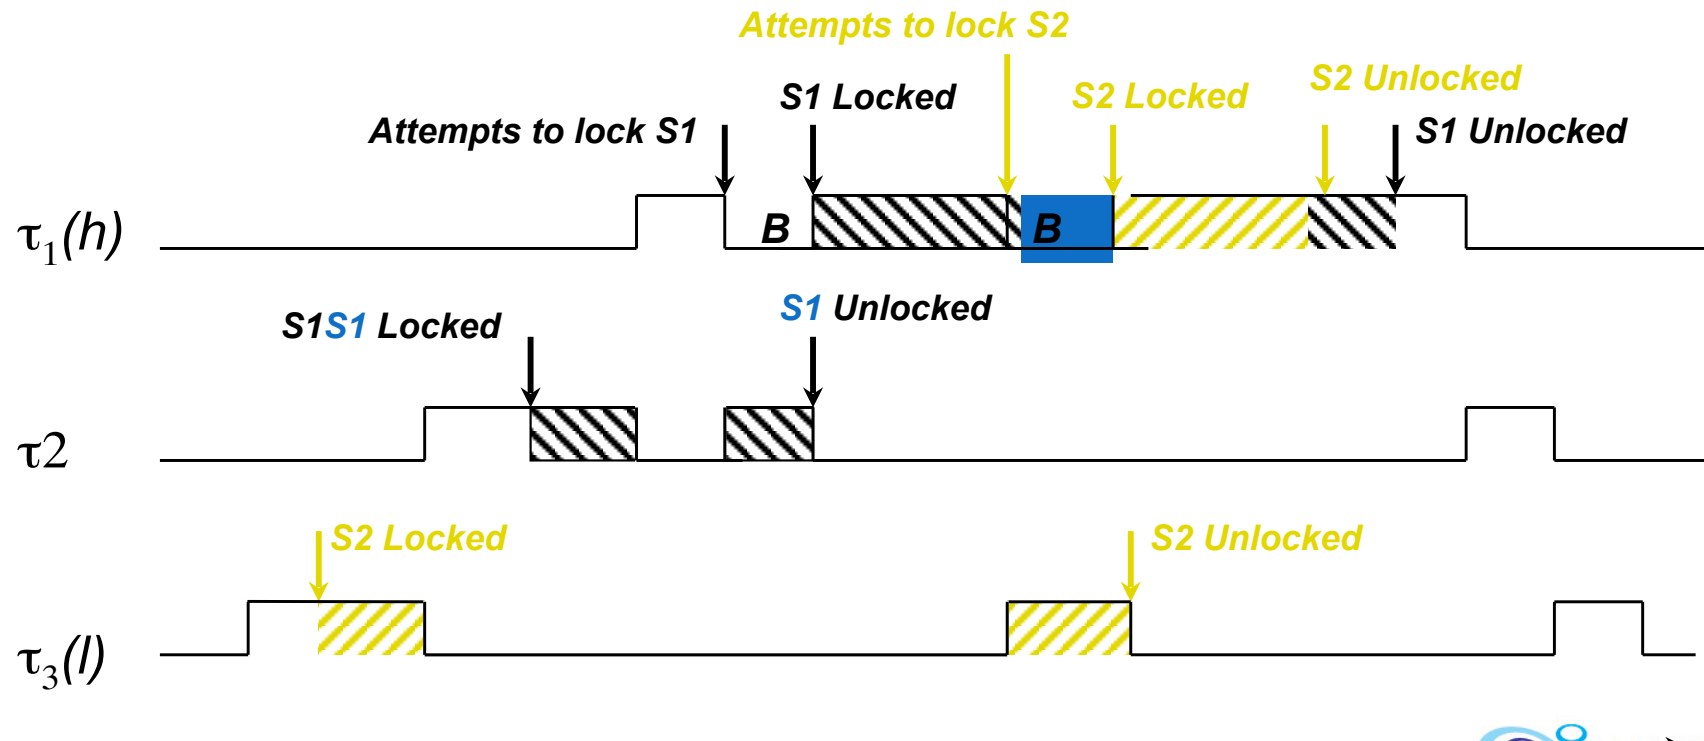 Attempts to lock S2
S2 Unlocked
S1 Locked
S2 Locked
Attempts to lock S1
S1 Unlocked
τ1(h)
B
B
S1S1 Locked
S1 Unlocked
τ2
S2 Locked
S2 Unlocked
τ3(l)